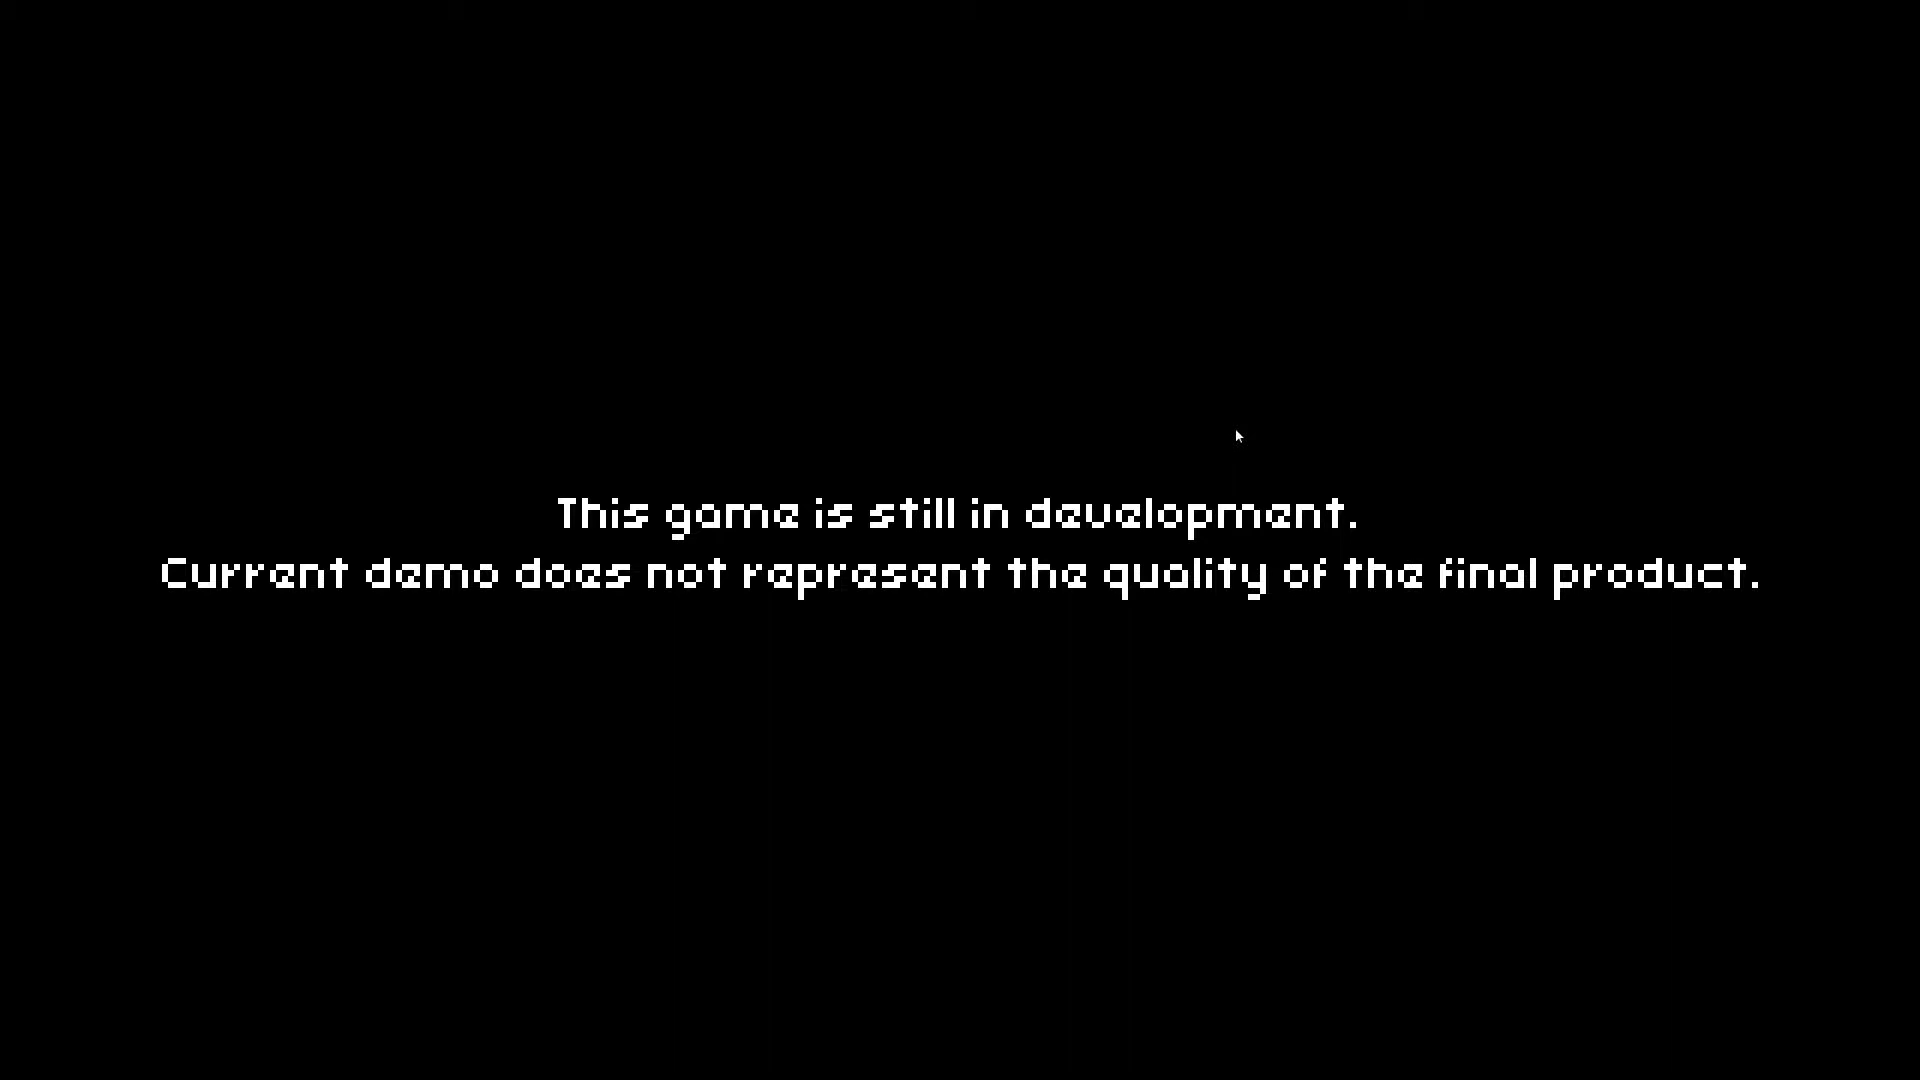 This game is still in development.
Current demo does not represent the quality of the final product.